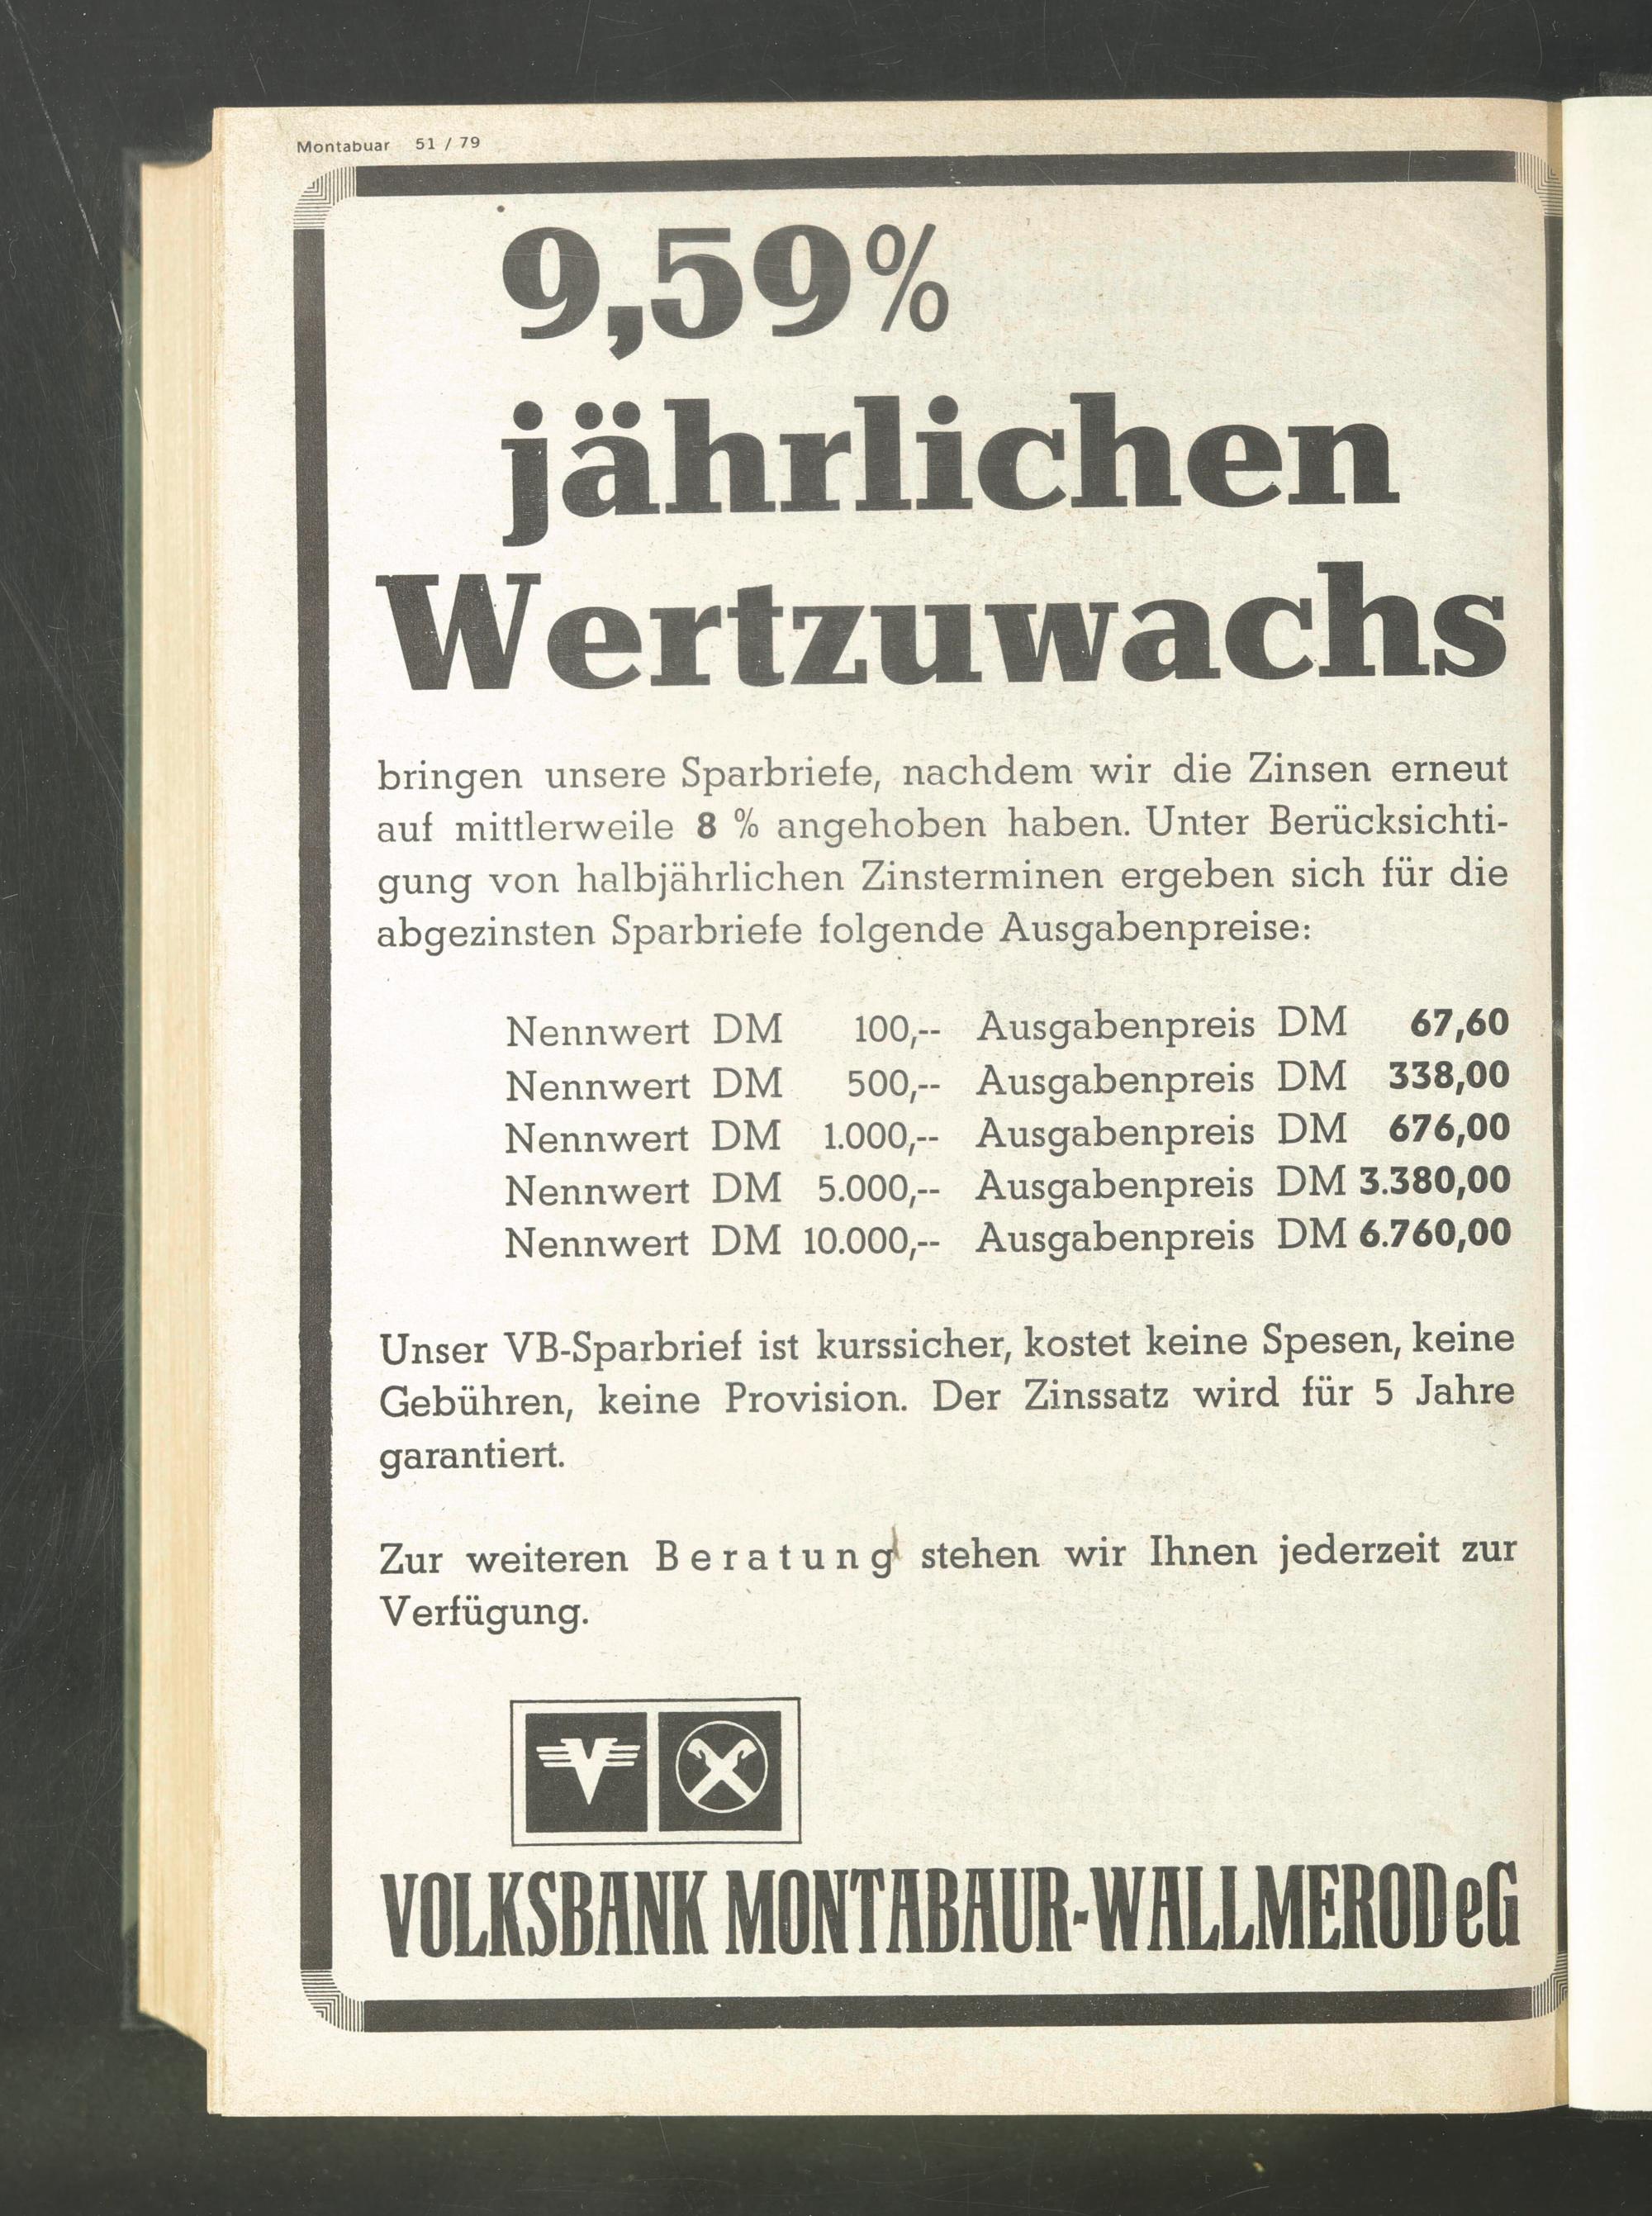 Montabuar 51 / 79
9,59%
jährlichen
Wertzuwachs
bringen unsere Sparbriefe, nachdem wir die Zinsen erneut
auf mittlerweile 8 % angehoben haben. Unter Berücksichti-
gung von halbjährlichen Zinsterminen ergeben sich für die
abgezinsten Sparbriefe folgende Ausgabenpreise:
Nennwert DM 100,-- Ausgabenpreis DM 67,60
Nennwert DM 500,-- Ausgabenpreis DM 338,00
Nennwert DM 1.000,-- Ausgabenpreis DM 676,00
Nennwert DM 5.000,-- Ausgabenpreis DM 3.380,00
Nennwert DM 10.000,-- Ausgabenpreis DM 6.760,00
Unser VB-Sparbrief ist kurssicher, kostet keine Spesen, keine
Gebühren, keine Provision. Der Zinssatz wird für 5 Jahre
garantiert.
Zur weiteren Beratung stehen wir Ihnen jederzeit zur
Verfügung.
VOLKSBANK MONTABAUR-WALLMEROD eG